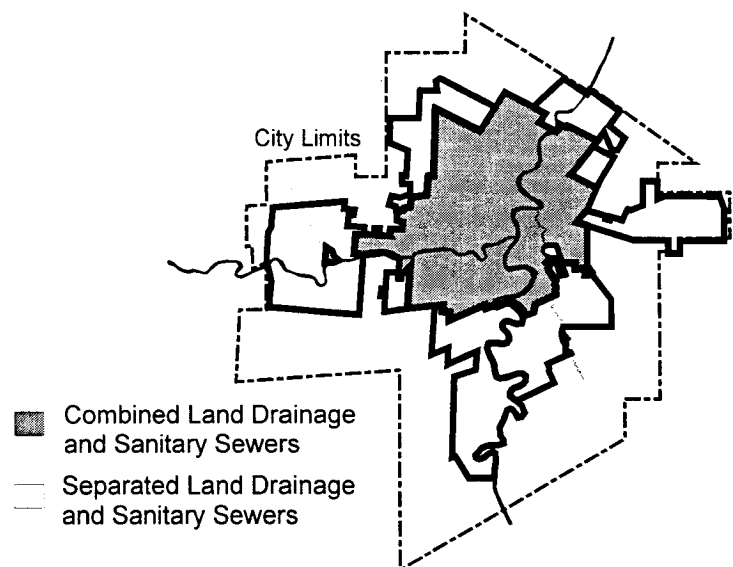 City Limits
Combined Land Drainage
and Sanitary Sewers
Separated Land Drainage
and Sanitary Sewers